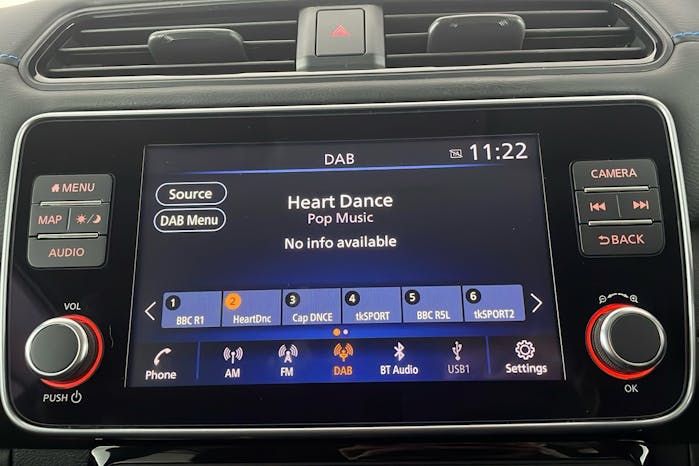 DAB
11:22
MENU
MAP
AUDIO
Source
DAB Menu
Heart Dance
Pop Music
No info available
CAMERA
BACK
1 BBC R1
2 HeartDnc
3 Cap DNCE
4 tkSPORT
5 BBC R5L
6 tkSPORT2
VOL
PUSH
Phone
AM
FM
DAB
BT Audio
USB1
Settings
OK